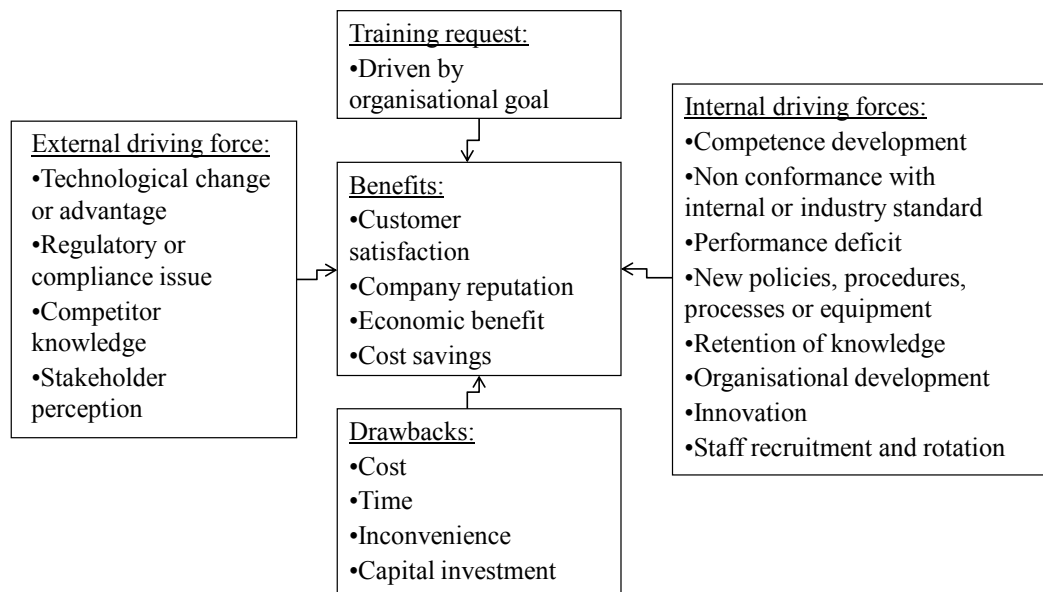 Training request:
•Driven by
organisational goal
External driving force:
•Technological change
or advantage
•Regulatory or
compliance issue
•Competitor
knowledge
•Stakeholder
perception
Benefits:
•Customer
satisfaction
•Company reputation
•Economic benefit
•Cost savings
Internal driving forces:
•Competence development
•Non conformance with
internal or industry standard
•Performance deficit
•New policies, procedures,
processes or equipment
•Retention of knowledge
•Organisational development
•Innovation
•Staff recruitment and rotation
Drawbacks:
•Cost
•Time
•Inconvenience
•Capital investment